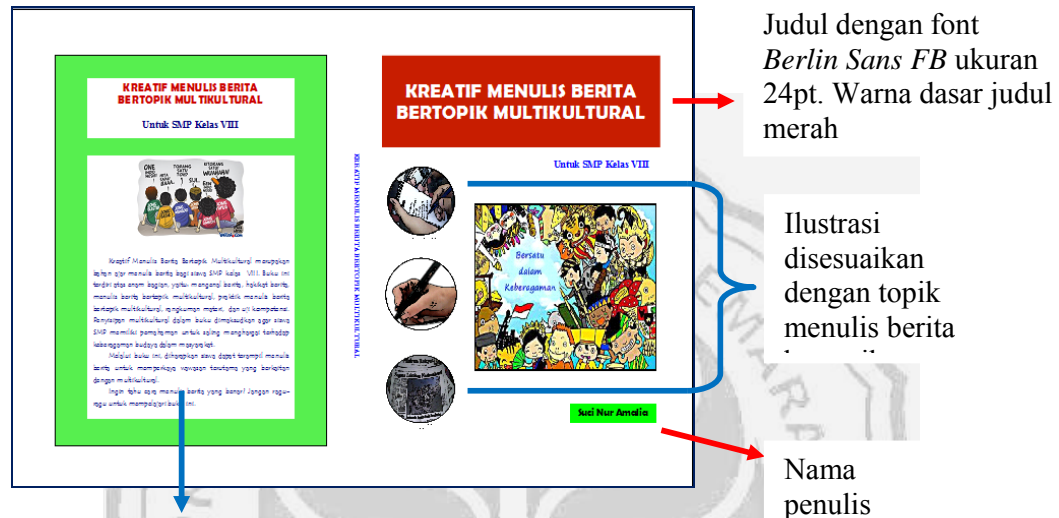 KREATIF MENULIS BERITA
BERTOPIK MULTIKULTURAL
Untuk SMP Kelas VIII
ONE
TORANG
SATU
Kreatif Menulis Berita Bertopik Multikultural merupakan
bahan ajar menulis berita bagi siswa SMP kelas VIII. Buku ini
terdiri atas enam bagian, yaitu mengenal berita, hakikat berita,
menulis berita bertopik multikultural, praktik menulis berita
bertopik multikultural, rangkuman materi, dan uji kompetensi.
Penyisipan multikultural dalam buku dimaksudkan agar siswa
SMP memiliki pemahaman untuk saling menghargai terhadap
keberagaman budaya dalam masyarakat.
Melalui buku ini, diharapkan siswa dapat terampil menulis
berita untuk memperkaya wawasan terutama yang berkaitan
dengan multikultural.
Ingin tahu cara menulis berita yang benar? Jangan ragu-
ragu untuk mempelajari buku ini.
KREATIF MENULIS BERITA BERTOPIK MULTIKULTURAL
KREATIF MENULIS BERITA
BERTOPIK MULTIKULTURAL
Untuk SMP Kelas VIII
Bersatu
dalam
Keberagaman
Suci Nur Amalia
Judul dengan font
Berlin Sans FB ukuran
24pt. Warna dasar judul
merah
Ilustrasi
disesuaikan
dengan topik
menulis berita
Nama
penulis